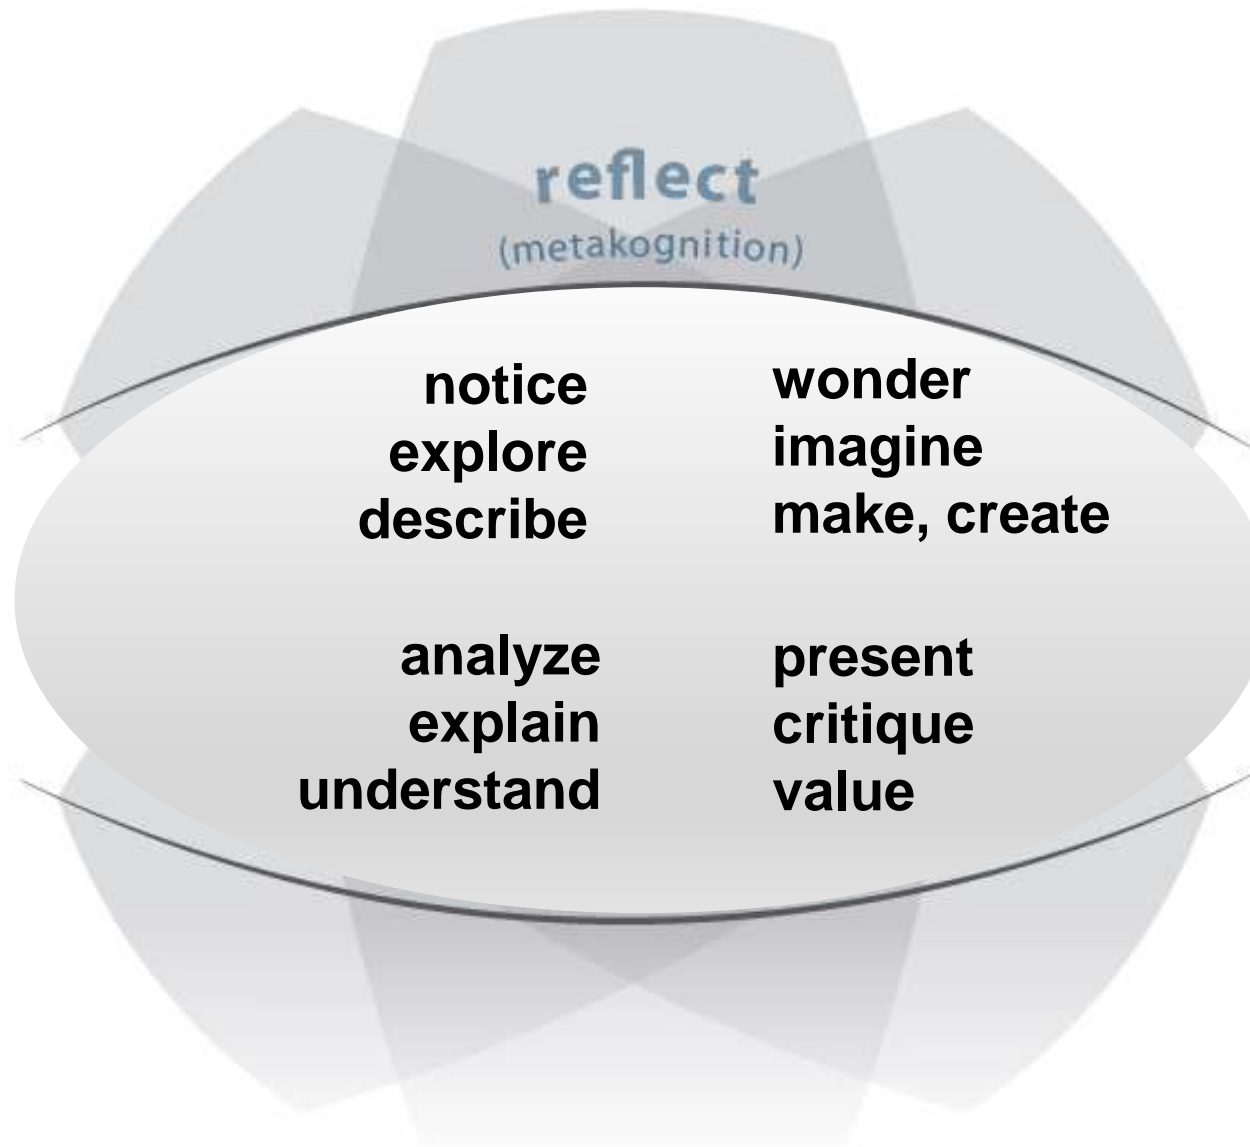 reflect
(metakognition)
notice
explore
describe
wonder
imagine
make, create
analyze
explain
understand
present
critique
value